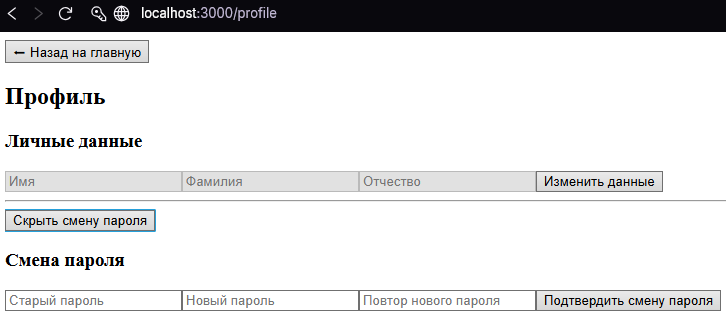 localhost:3000/profile
← Назад на главную
Профиль
Личные данные
Имя Фамилия Отчество Изменить данные
Скрыть смену пароля
Смена пароля
Старый пароль Новый пароль Повтор нового пароля Подтвердить смену пароля